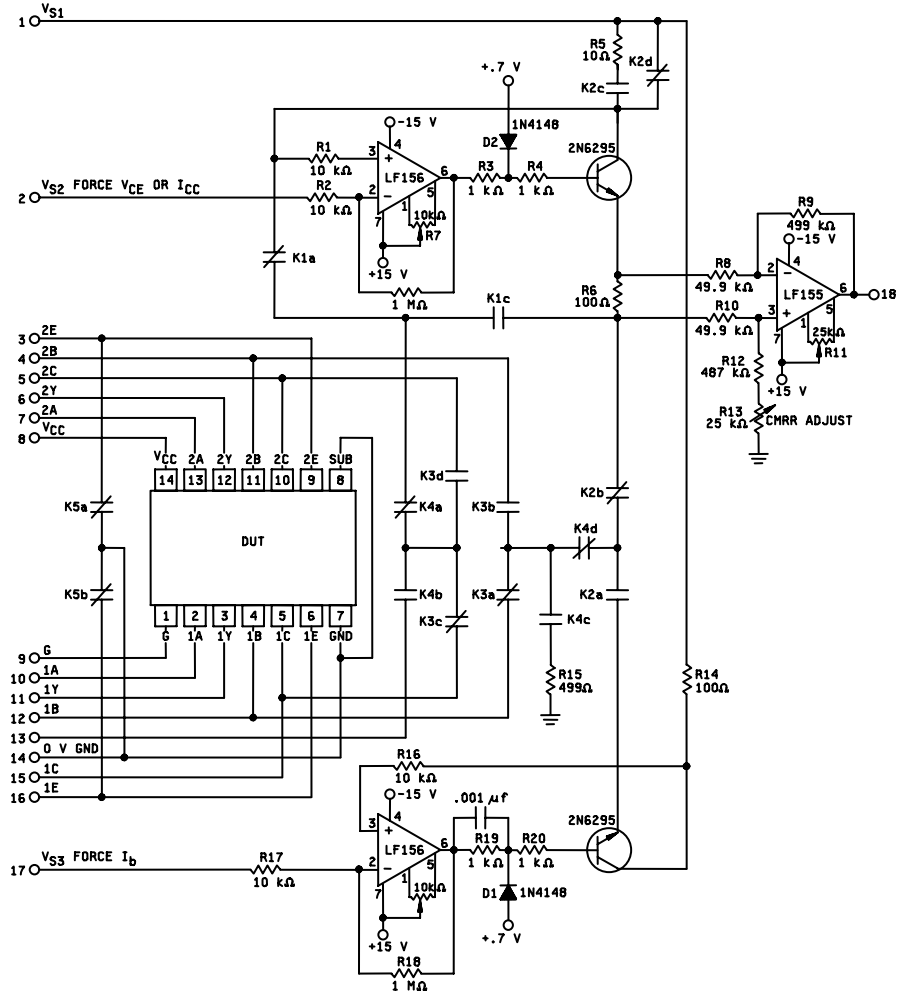 1 VS1
R5
10Ω
K2d
K2c
+.7 V
1N4148
D2
2N6295
-15 V
4
3
+
R1
10 kΩ
LF156
6
R3
1 kΩ
R4
1 kΩ
2 VS2 FORCE VCE OR ICC
R2
10 kΩ
2
-
5
1
10kΩ
R7
7
+15 V
1 MΩ
K1a
R9
499 kΩ
-15 V
4
R8
49.9 kΩ
2
-
LF155
6
18
R6
100Ω
K1c
R10
49.9 kΩ
3
+
5
1
25kΩ
R11
7
+15 V
R12
487 kΩ
R13
25 kΩ
CMRR ADJUST
3 2E
4 2B
5 2C
6 2Y
7 2A
8 VCC
VCC 2A 2Y 2B 2C 2E SUB
14 13 12 11 10 9 8
K3d
K5a
K4a
K3b
K2b
DUT
K4d
K5b
K4b
K3a
K2a
K3c
K4c
1 2 3 4 5 6 7
G 1A 1Y 1B 1C 1E GND
9 G
10 1A
11 1Y
12 1B
13
14 0 V GND
15 1C
16 1E
R15
499Ω
R14
100Ω
R16
10 kΩ
-15 V
4
3
+
.001 μf
LF156
6
R19
1 kΩ
R20
1 kΩ
2N6295
17 VS3 FORCE Ib
R17
10 kΩ
2
-
5
1
10kΩ
7
+15 V
D1
1N4148
+.7 V
R18
1 MΩ